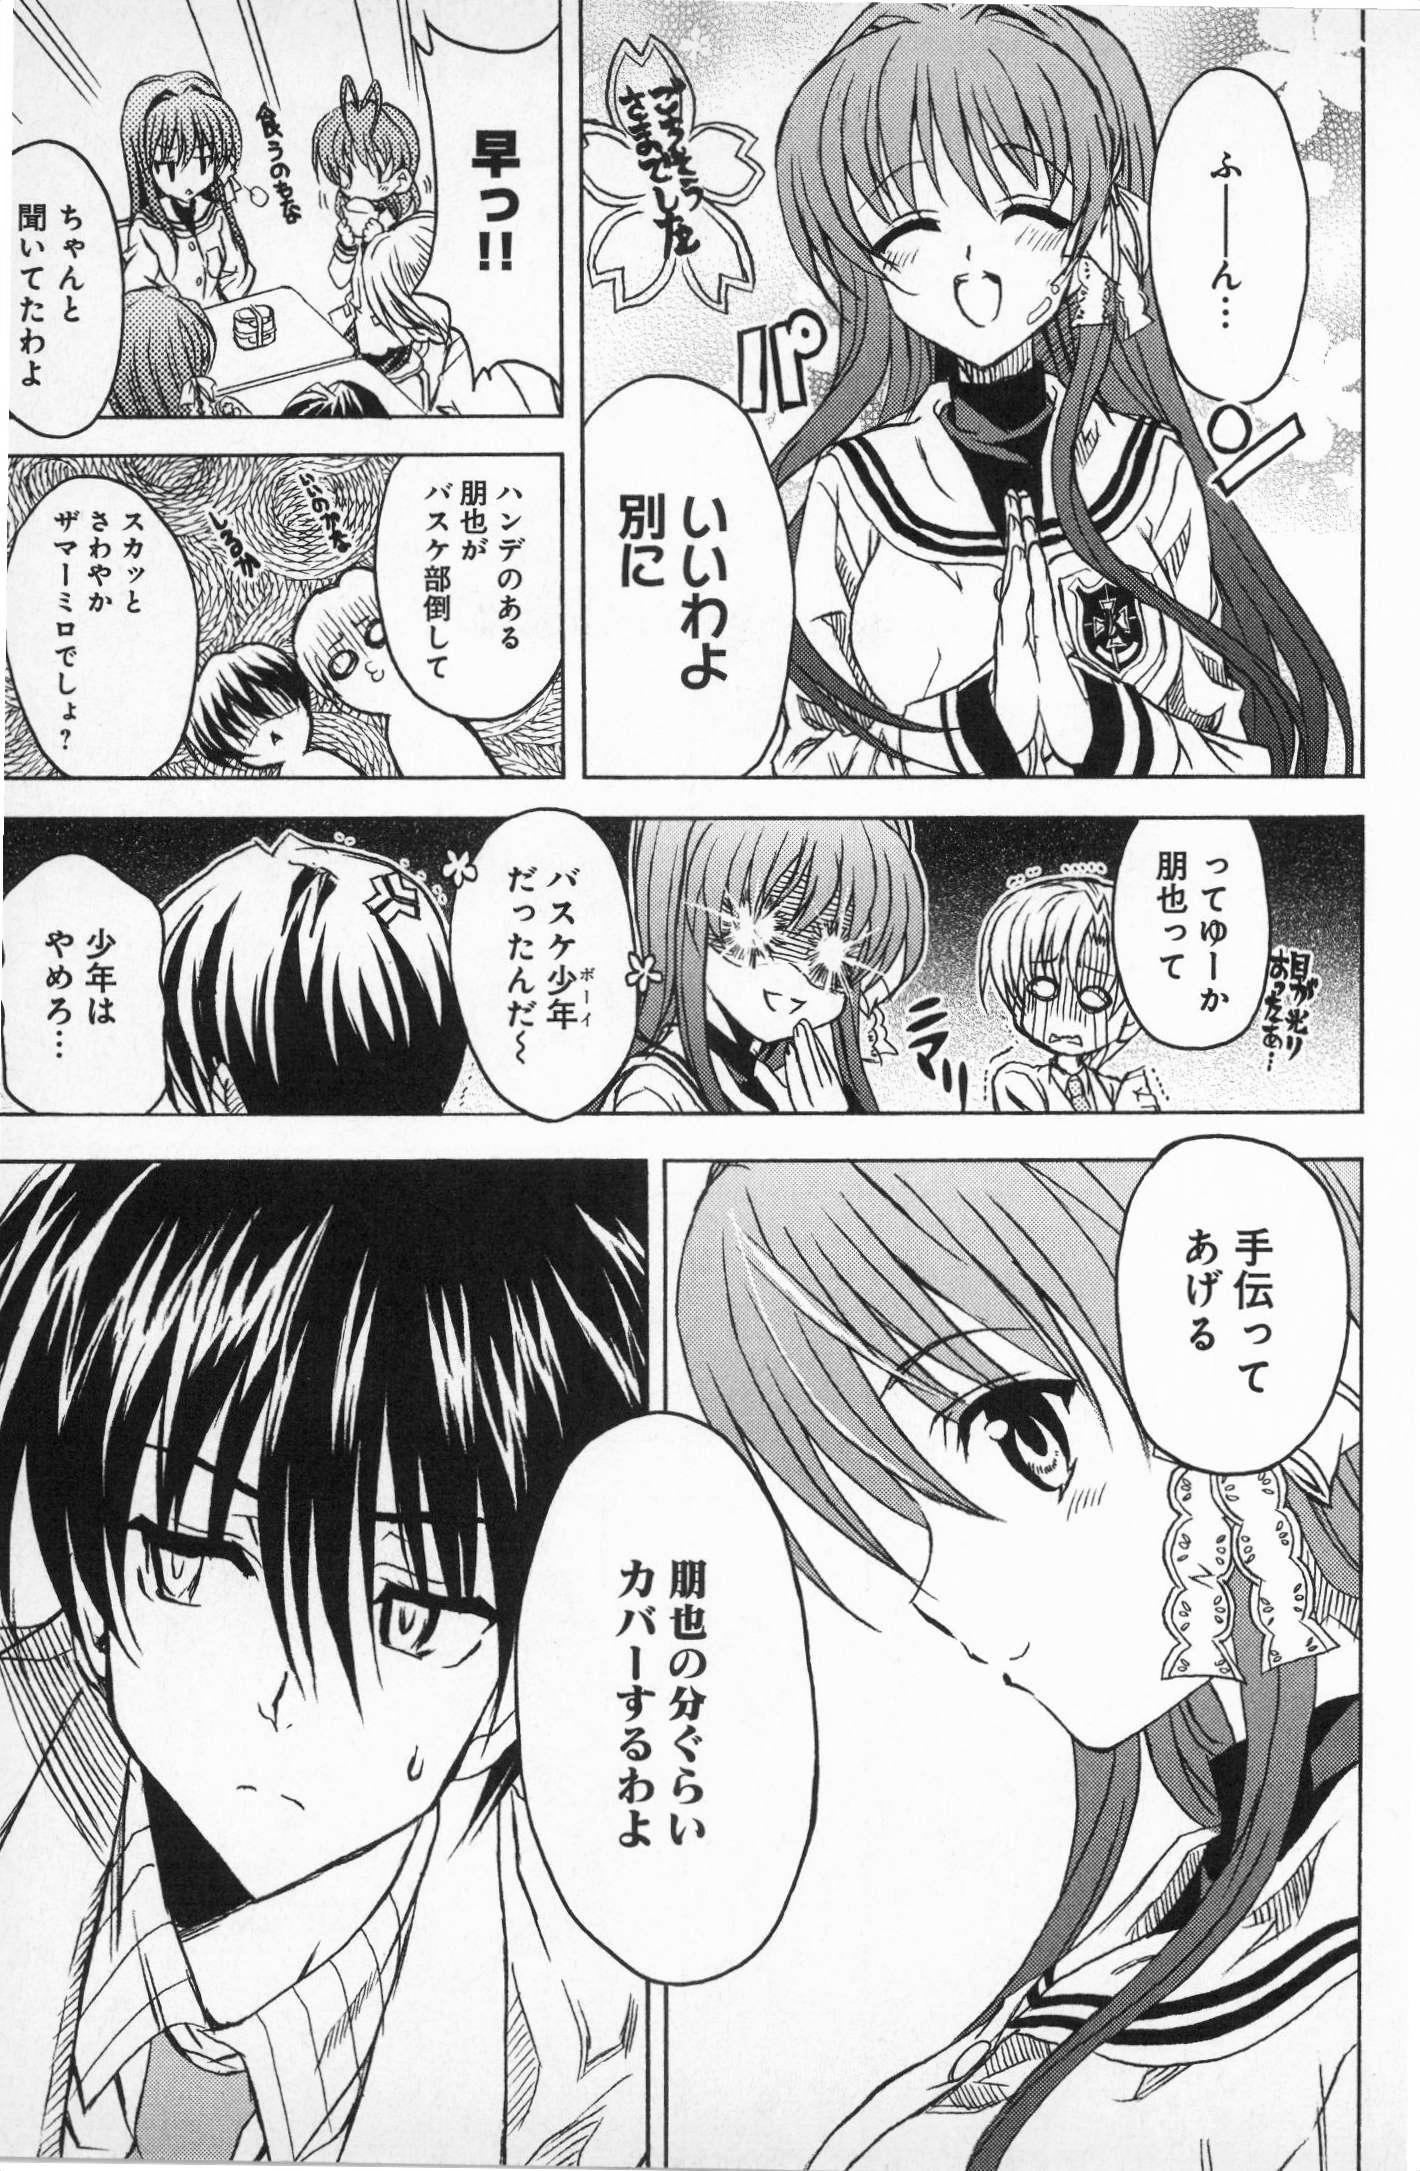 ふーーん…
ごちそう
さまでした
パン
いいわよ
別に
早っ!!
食うのもな
ちゃんと
聞いてたわよ
ハンデのある
朋也が
バスケ部倒して
いいのかな
しるか
スカッと
さわやか
ザマーミロでしょ?
ってゆーか
朋也って
目が光り
あったぁぁ…
ニマリ
バスケ少年
ボーイ
だったんだ~
少年は
やめろ…
手伝って
あげる
朋也の分ぐらい
カバーするわよ